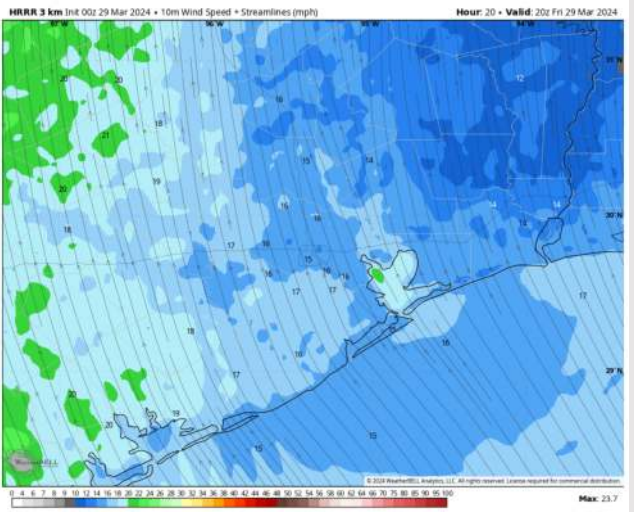 HRRR 3 km Init 00z 29 Mar 2024 • 10m Wind Speed + Streamlines (mph) Hour: 20 • Valid: 20z Fri 29 Mar 2024
97°W 96°W 95°W 94°W
31°N
20 20 12
16
18
21
15 14
19
20
16 14 14
16 14 30°N
18
17 16
15
16 16 16
17 17 17
18 16
16
29°N
17
20 19
20
15 15
WeatherBELL
© 2024 WeatherBELL Analytics, LLC. All rights reserved. License required for commercial distribution.
0 4 6 7 8 9 10 12 14 16 18 20 22 24 26 28 30 32 34 36 38 40 42 44 46 48 50 52 54 56 58 60 62 64 66 68 70 75 80 85 90 95 100
Max: 23.7